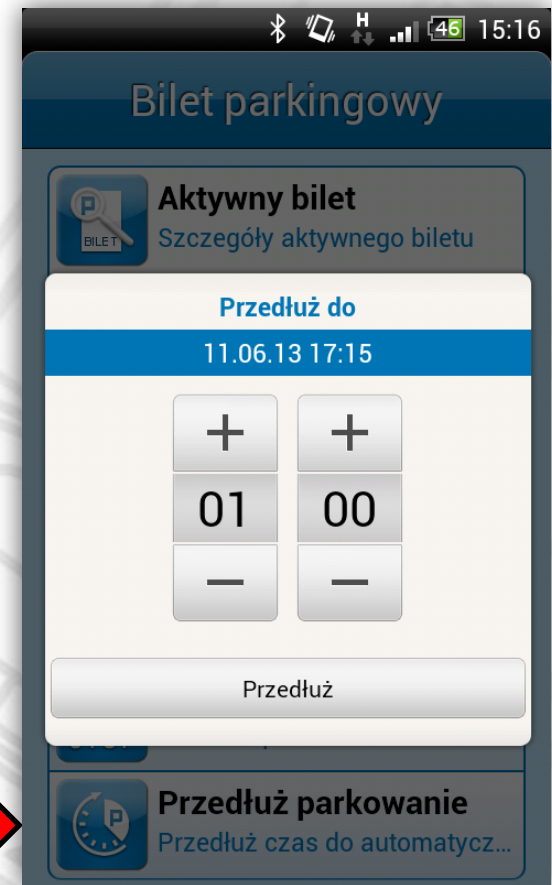 H
46 15:16
Bilet parkingowy
P
BILET
Aktywny bilet
Szczegóły aktywnego biletu
Przedłuż do
11.06.13 17:15
+ +
01 00
− −
Przedłuż
P
Przedłuż parkowanie
Przedłuż czas do automatycz...